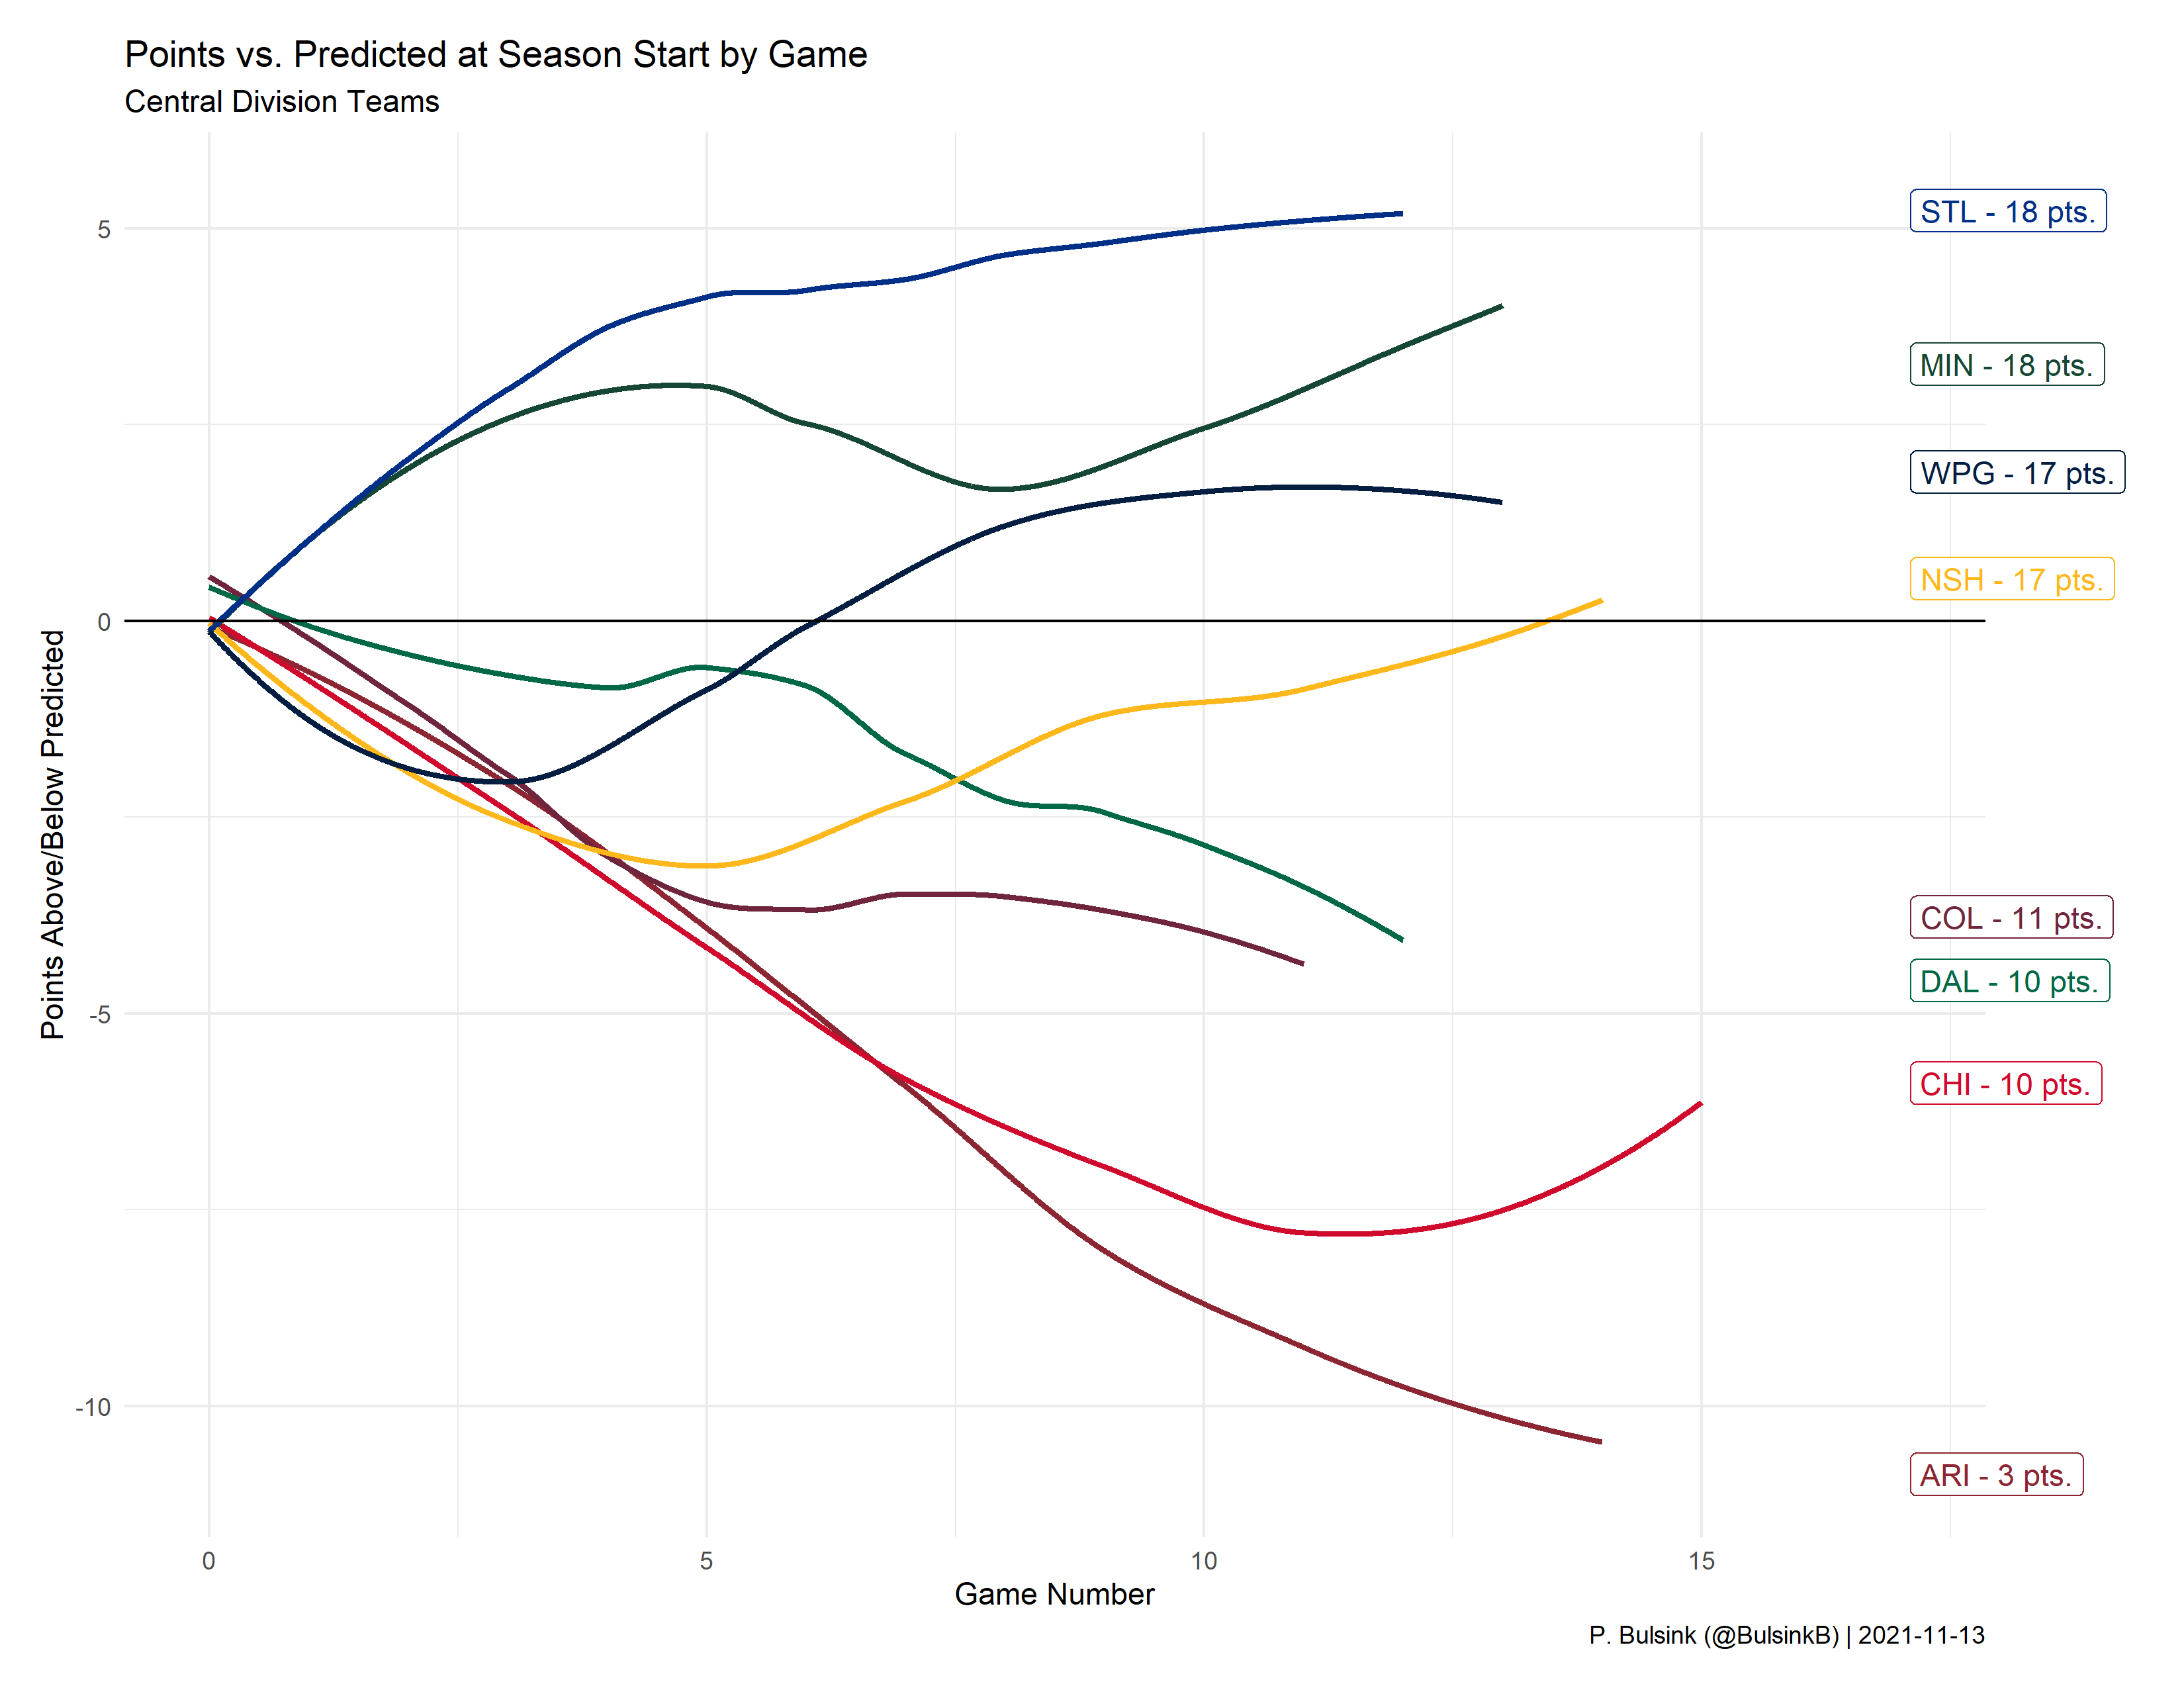 Points vs. Predicted at Season Start by Game
Central Division Teams
Points Above/Below Predicted
5
0
-5
-10
STL - 18 pts.
MIN - 18 pts.
WPG - 17 pts.
NSH - 17 pts.
COL - 11 pts.
DAL - 10 pts.
CHI - 10 pts.
ARI - 3 pts.
0 5 10 15
Game Number
P. Bulsink (@BulsinkB) | 2021-11-13